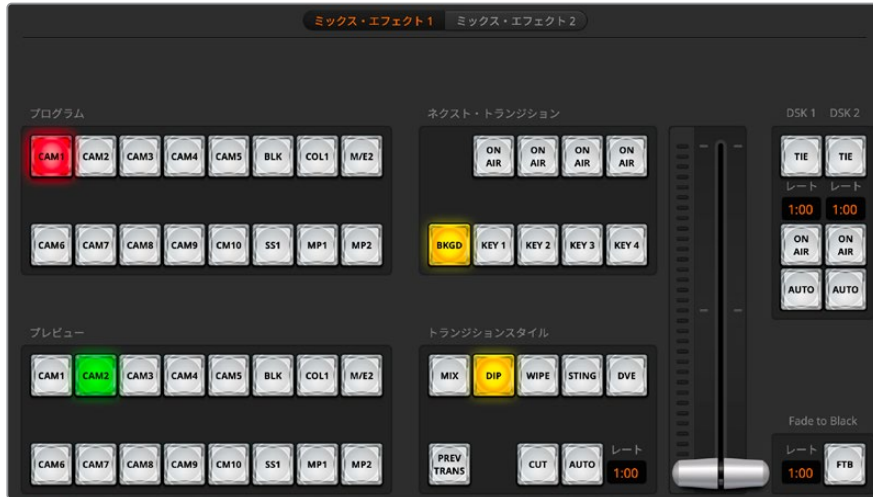 ミックス・エフェクト 1 ミックス・エフェクト 2
プログラム
CAM1 CAM2 CAM3 CAM4 CAM5 BLK COL1 M/E2
CAM6 CAM7 CAM8 CAM9 CM10 SS1 MP1 MP2
ネクスト・トランジション
ON AIR ON AIR ON AIR ON AIR
BKGD KEY 1 KEY 2 KEY 3 KEY 4
DSK 1 DSK 2
TIE TIE
レート レート
1:00 1:00
ON AIR ON AIR
AUTO AUTO
プレビュー
CAM1 CAM2 CAM3 CAM4 CAM5 BLK COL1 M/E2
CAM6 CAM7 CAM8 CAM9 CM10 SS1 MP1 MP2
トランジションスタイル
MIX DIP WIPE STING DVE
PREV TRANS CUT AUTO レート 1:00
Fade to Black
レート
1:00 FTB